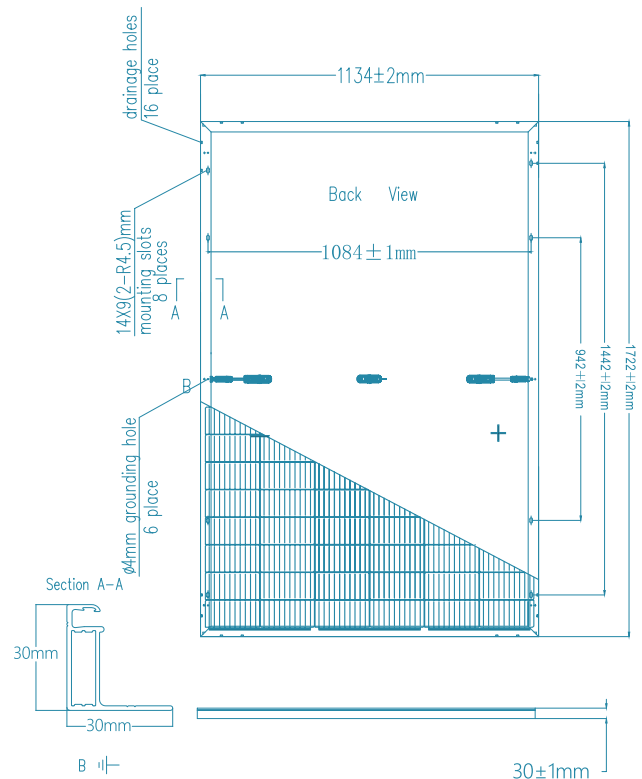 1134±2mm
drainage holes
16 place
Back View
14X9(2-R4.5)mm
mounting slots
8 places
1084±1mm
A
A
942±2mm
1442±2mm
1722±2mm
B
−
+
ø4mm grounding hole
6 place
Section A-A
30mm
30mm
B
30±1mm